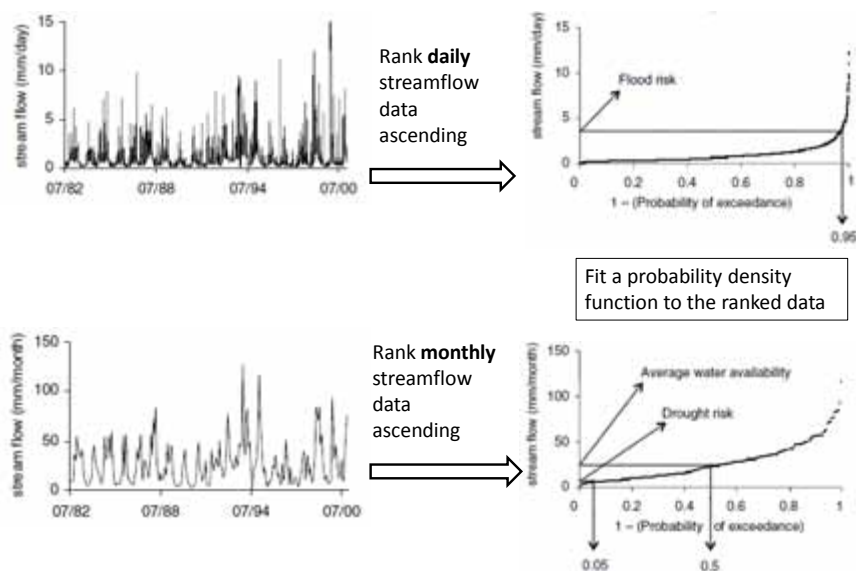 stream flow (mm/day)
15
10
5
0
07/82
07/88
07/94
07/00
Rank daily
streamflow
data
ascending
stream flow (mm/day)
15
10
5
0
Flood risk
0
0.2
0.4
0.6
0.8
1
1 – (Probability of exceedance)
0.95
Fit a probability density
function to the ranked data
stream flow (mm/month)
150
100
50
0
07/82
07/88
07/94
07/00
Rank monthly
streamflow
data
ascending
stream flow (mm/month)
150
100
50
0
Average water availability
Drought risk
0
0.2
0.4
0.6
0.8
1
1 – (Probability of exceedance)
0.05
0.5